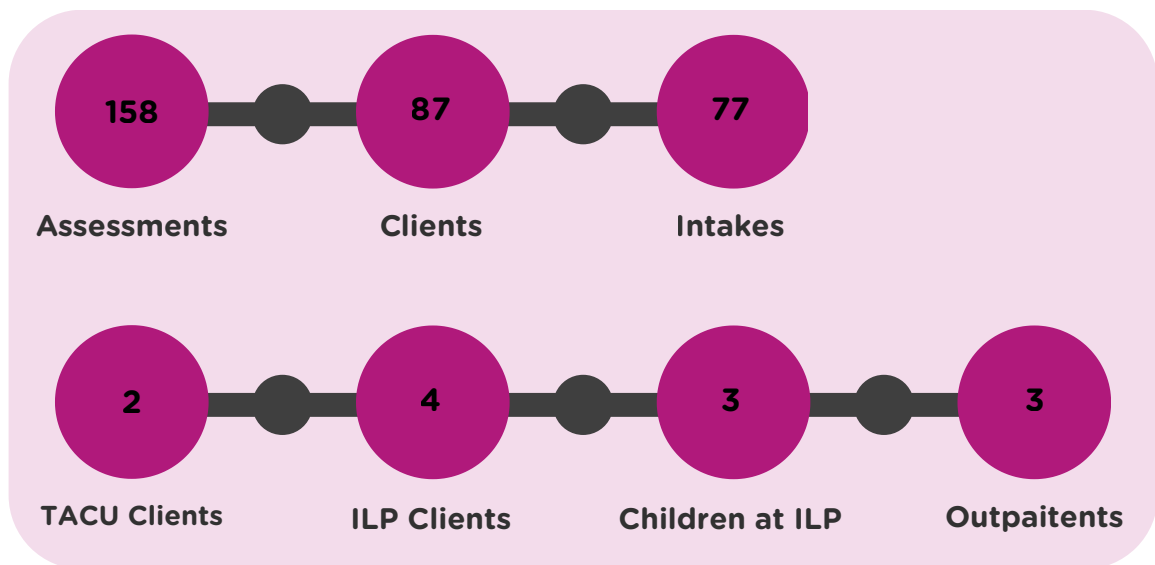 158 87 77
Assessments Clients Intakes
2 4 3 3
TACU Clients ILP Clients Children at ILP Outpaitents